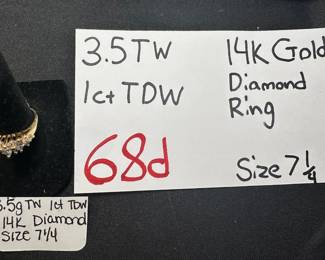 3.5TW 14K Gold
1ct TDW Diamond
Ring
68d Size 7 1/4
3.5g TW 1ct TDW
14K Diamond
Size 7 1/4